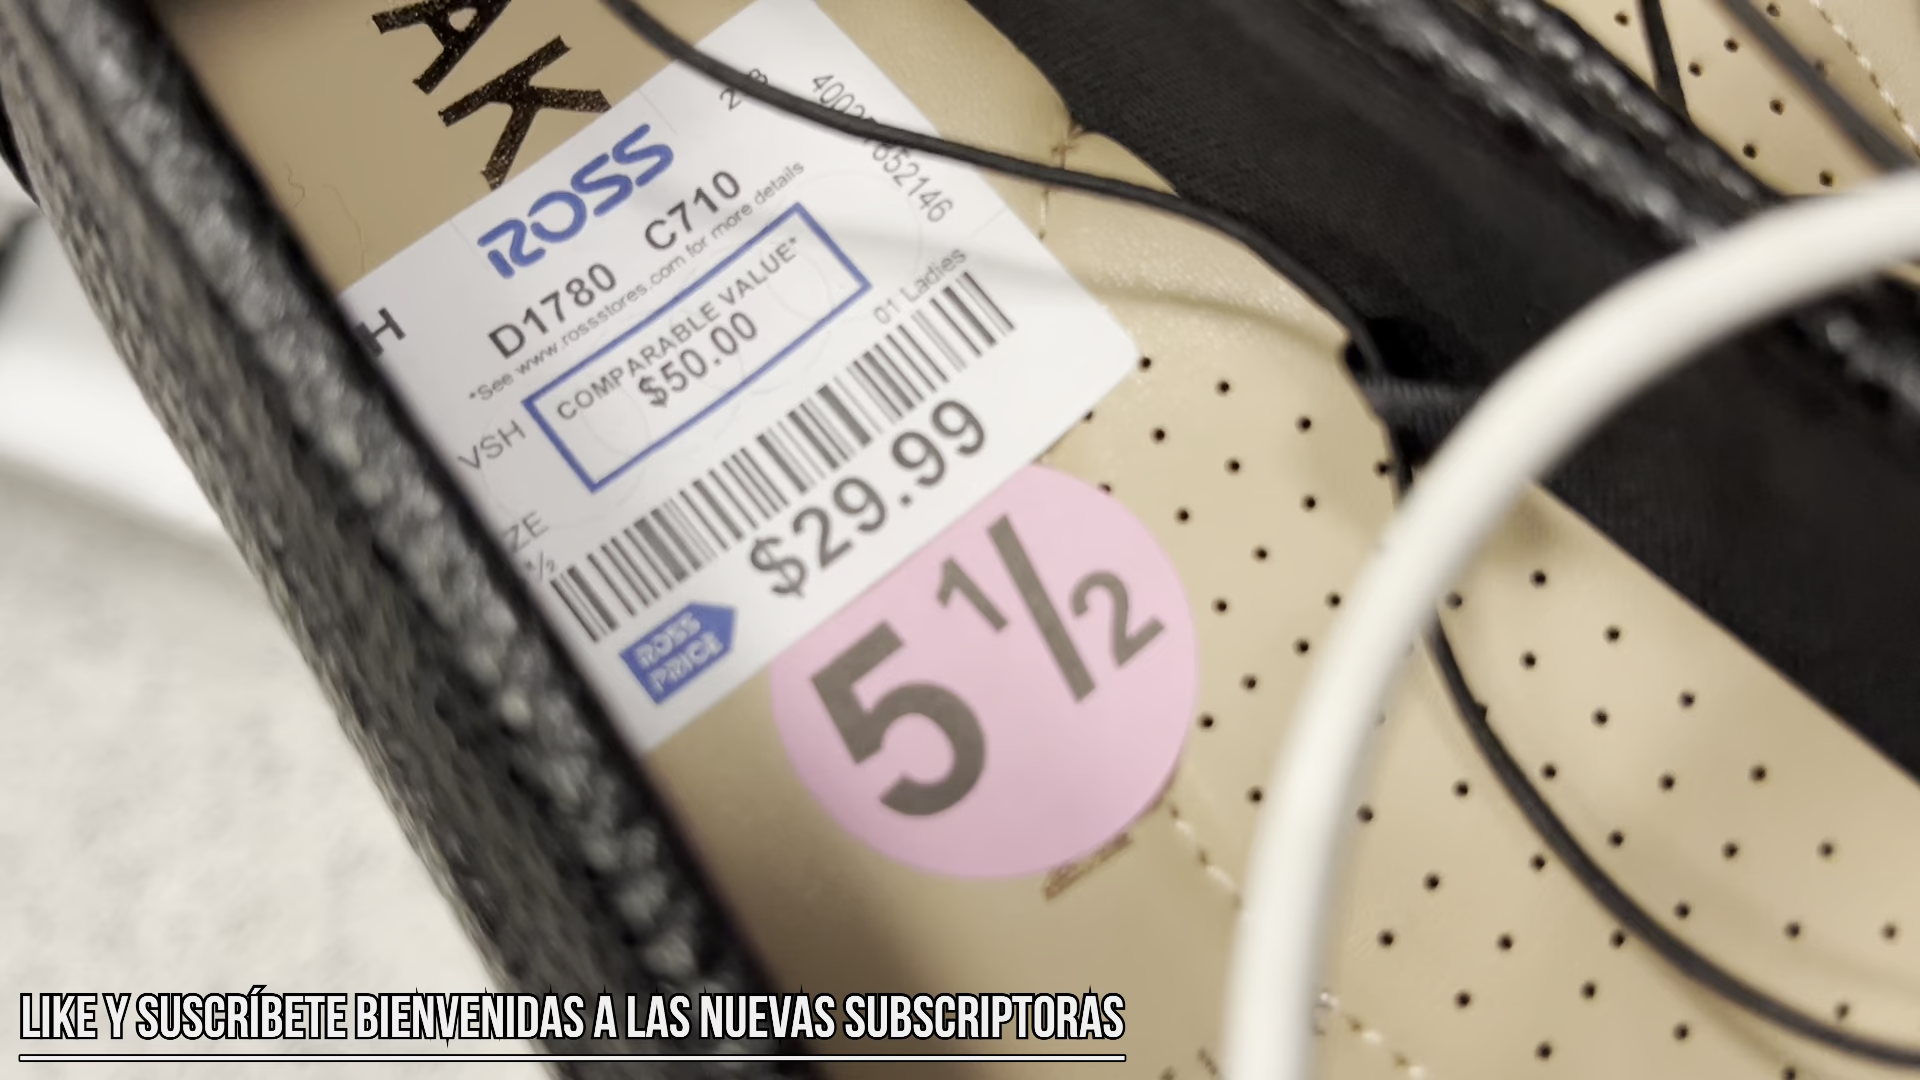 AK
ROSS
D1780 C710
*See www.rossstores.com for more details
COMPARABLE VALUE*
$50.00
VSH
01 Ladies
$29.99
ROSS
PRICE
5 1/2
LIKE Y SUSCRÍBETE BIENVENIDAS A LAS NUEVAS SUBSCRIPTORAS